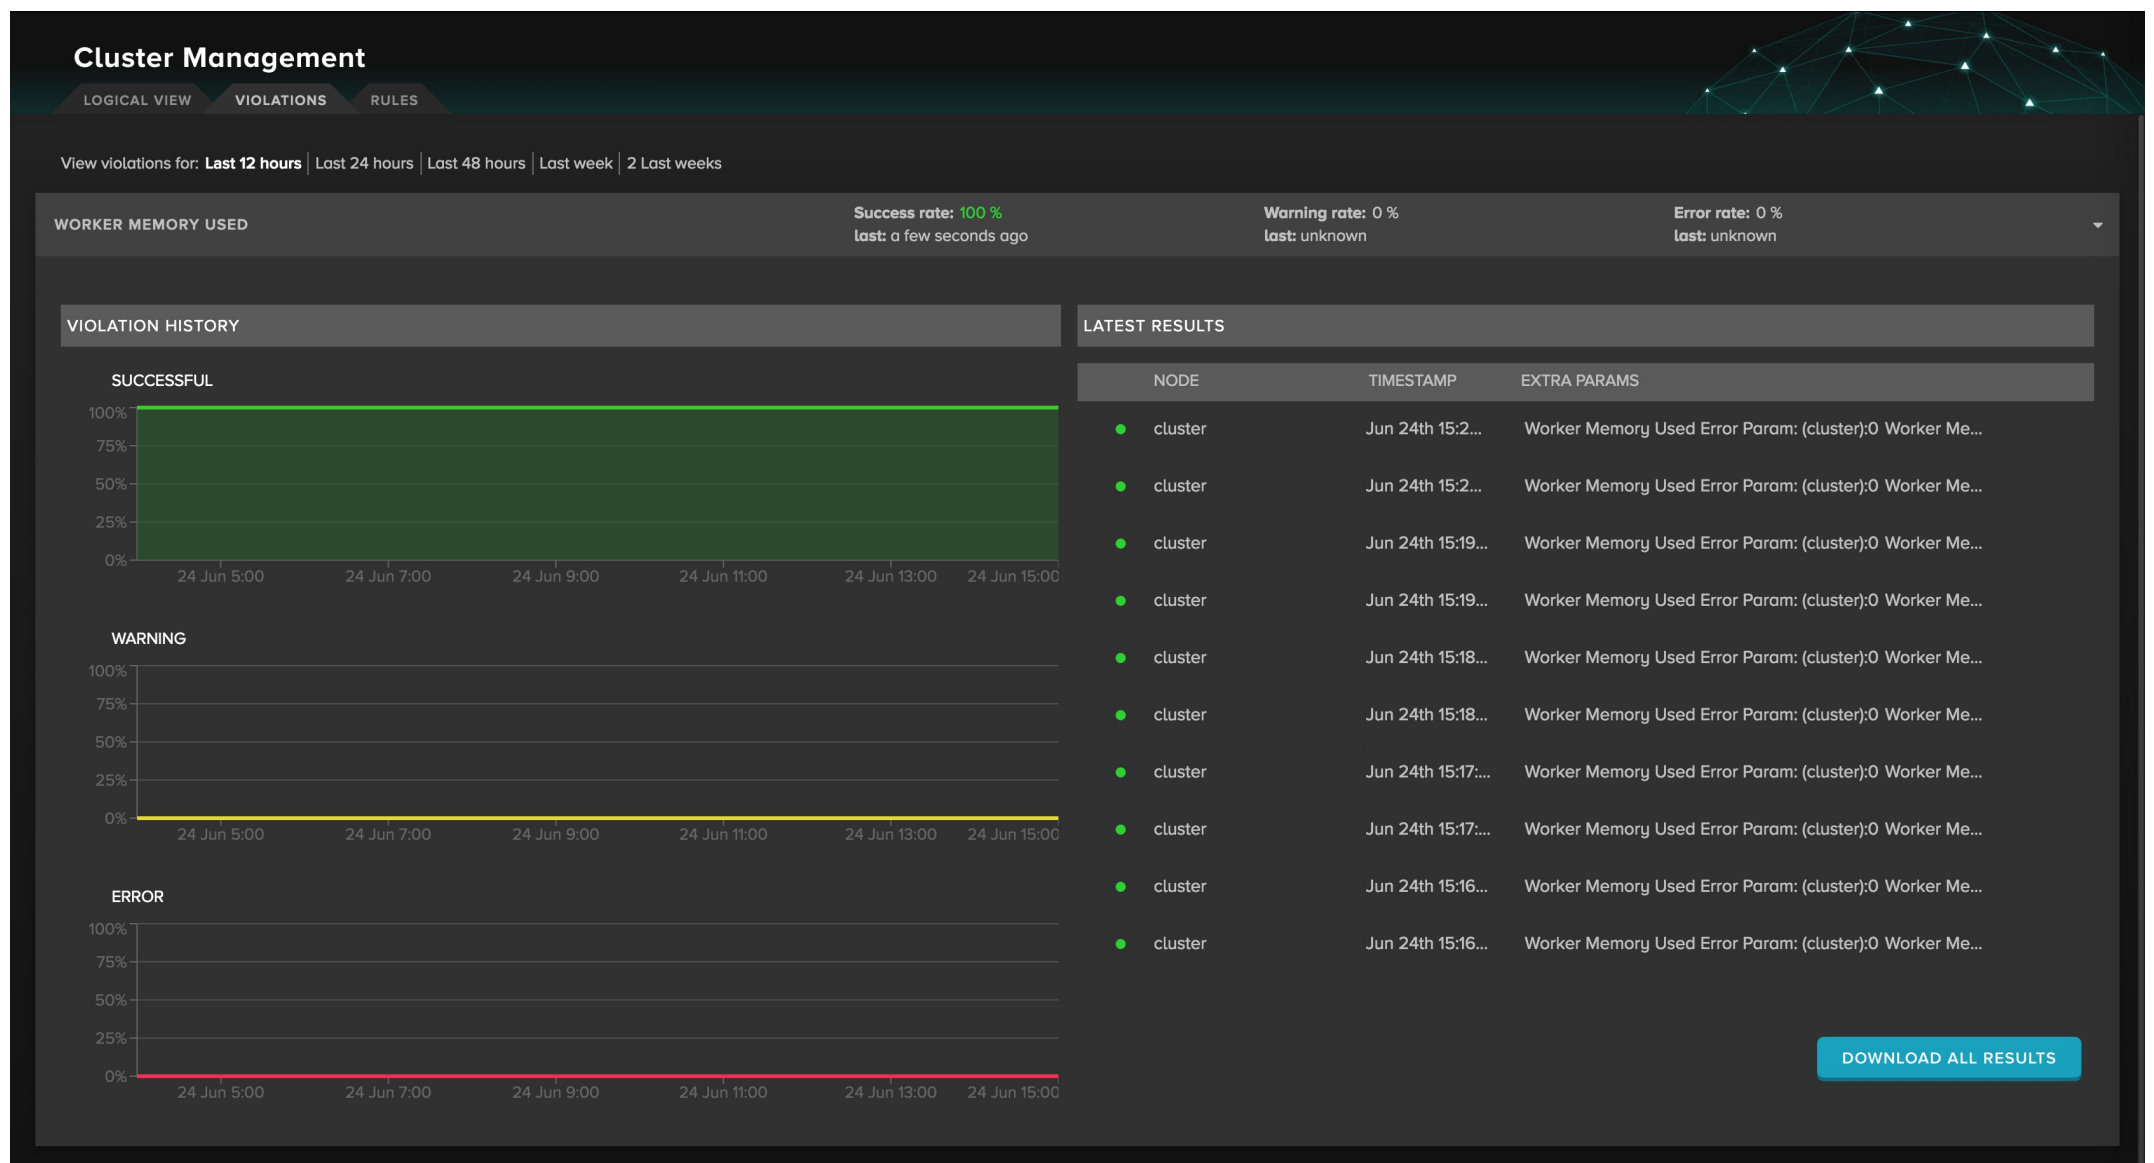 Cluster Management
LOGICAL VIEW VIOLATIONS RULES
View violations for: Last 12 hours Last 24 hours Last 48 hours Last week 2 Last weeks
WORKER MEMORY USED
Success rate: 100 %
last: a few seconds ago
Warning rate: 0 %
last: unknown
Error rate: 0 %
last: unknown
VIOLATION HISTORY
SUCCESSFUL
100%
75%
50%
25%
0%
24 Jun 5:00 24 Jun 7:00 24 Jun 9:00 24 Jun 11:00 24 Jun 13:00 24 Jun 15:00
WARNING
100%
75%
50%
25%
0%
24 Jun 5:00 24 Jun 7:00 24 Jun 9:00 24 Jun 11:00 24 Jun 13:00 24 Jun 15:00
ERROR
100%
75%
50%
25%
0%
24 Jun 5:00 24 Jun 7:00 24 Jun 9:00 24 Jun 11:00 24 Jun 13:00 24 Jun 15:00
LATEST RESULTS
NODE TIMESTAMP EXTRA PARAMS
cluster Jun 24th 15:2... Worker Memory Used Error Param: (cluster):0 Worker Me...
cluster Jun 24th 15:2... Worker Memory Used Error Param: (cluster):0 Worker Me...
cluster Jun 24th 15:19... Worker Memory Used Error Param: (cluster):0 Worker Me...
cluster Jun 24th 15:19... Worker Memory Used Error Param: (cluster):0 Worker Me...
cluster Jun 24th 15:18... Worker Memory Used Error Param: (cluster):0 Worker Me...
cluster Jun 24th 15:18... Worker Memory Used Error Param: (cluster):0 Worker Me...
cluster Jun 24th 15:17:... Worker Memory Used Error Param: (cluster):0 Worker Me...
cluster Jun 24th 15:17:... Worker Memory Used Error Param: (cluster):0 Worker Me...
cluster Jun 24th 15:16... Worker Memory Used Error Param: (cluster):0 Worker Me...
cluster Jun 24th 15:16... Worker Memory Used Error Param: (cluster):0 Worker Me...
DOWNLOAD ALL RESULTS